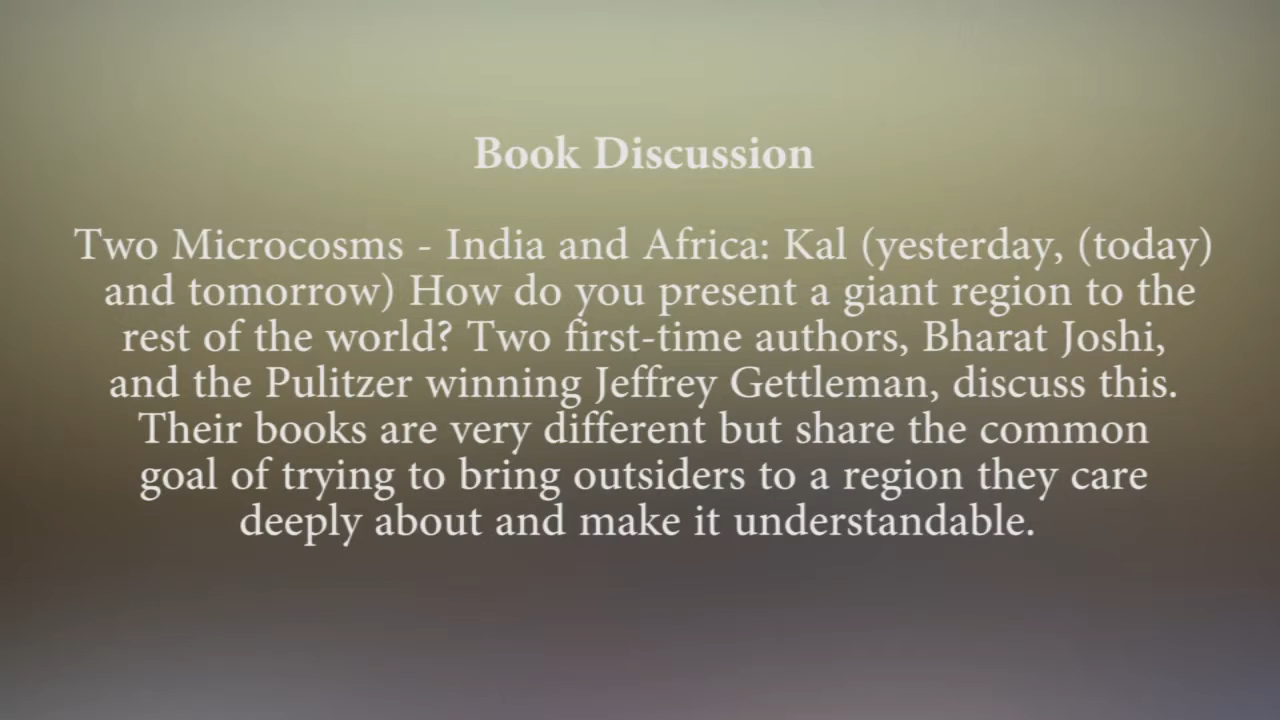 Book Discussion
Two Microcosms - India and Africa: Kal (yesterday, (today)
and tomorrow) How do you present a giant region to the
rest of the world? Two first-time authors, Bharat Joshi,
and the Pulitzer winning Jeffrey Gettleman, discuss this.
Their books are very different but share the common
goal of trying to bring outsiders to a region they care
deeply about and make it understandable.